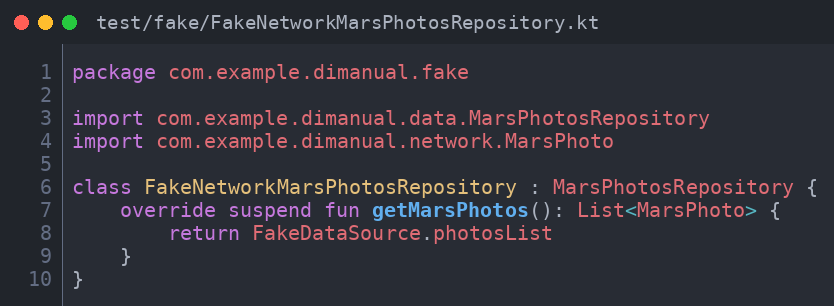 test/fake/FakeNetworkMarsPhotosRepository.kt
1 package com.example.dimanual.fake
2
3 import com.example.dimanual.data.MarsPhotosRepository
4 import com.example.dimanual.network.MarsPhoto
5
6 class FakeNetworkMarsPhotosRepository : MarsPhotosRepository {
7     override suspend fun getMarsPhotos(): List<MarsPhoto> {
8         return FakeDataSource.photosList
9     }
10 }